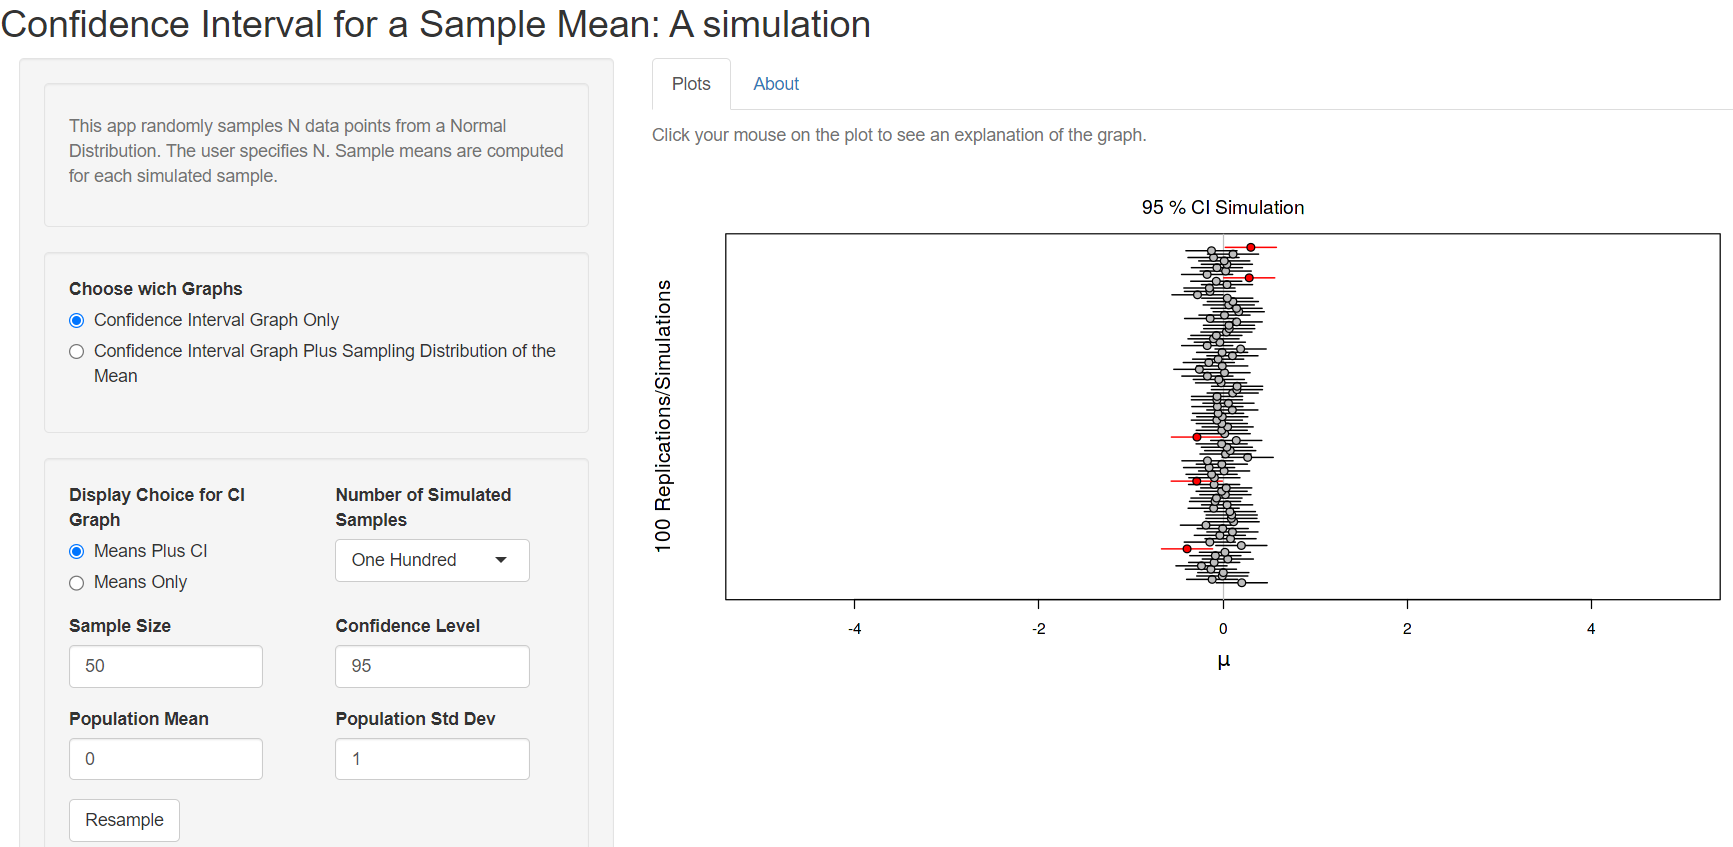 Confidence Interval for a Sample Mean: A simulation
This app randomly samples N data points from a Normal
Distribution. The user specifies N. Sample means are computed
for each simulated sample.
Choose wich Graphs
Confidence Interval Graph Only
Confidence Interval Graph Plus Sampling Distribution of the
Mean
Display Choice for CI
Graph
Means Plus CI
Means Only
Number of Simulated
Samples
One Hundred
Sample Size
50
Confidence Level
95
Population Mean
0
Population Std Dev
1
Resample
Plots
About
Click your mouse on the plot to see an explanation of the graph.
95 % CI Simulation
100 Replications/Simulations
-4 -2 0 2 4
μ